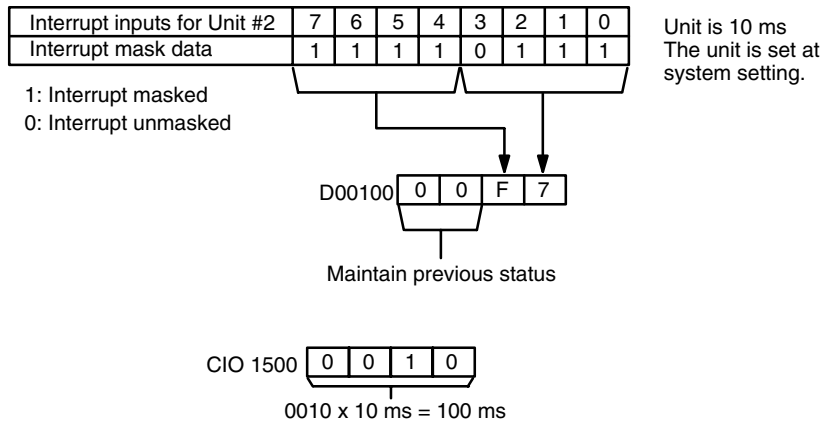 Interrupt inputs for Unit #2 7 6 5 4 3 2 1 0
Interrupt mask data 1 1 1 1 0 1 1 1
Unit is 10 ms
The unit is set at
system setting.
1: Interrupt masked
0: Interrupt unmasked
D00100 0 0 F 7
Maintain previous status
CIO 1500 0 0 1 0
0010 x 10 ms = 100 ms